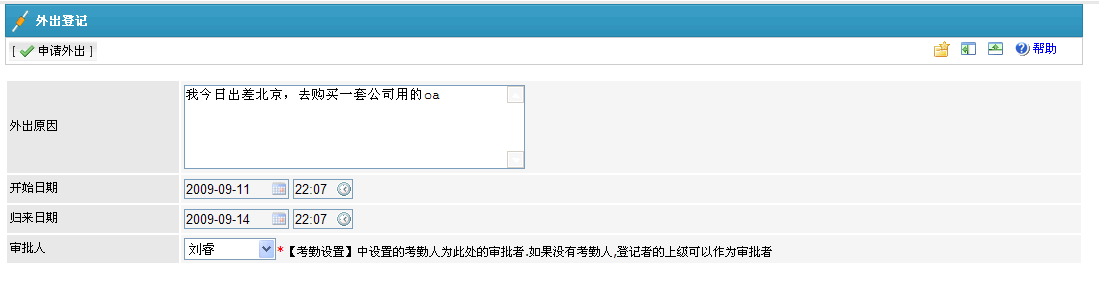 外出登记
[ 申请外出 ] 帮助
外出原因 我今日出差北京，去购买一套公司用的oa
开始日期 2009-09-11 22:07
归来日期 2009-09-14 22:07
审批人 刘睿 *【考勤设置】中设置的考勤人为此处的审批者.如果没有考勤人,登记者的上级可以作为审批者